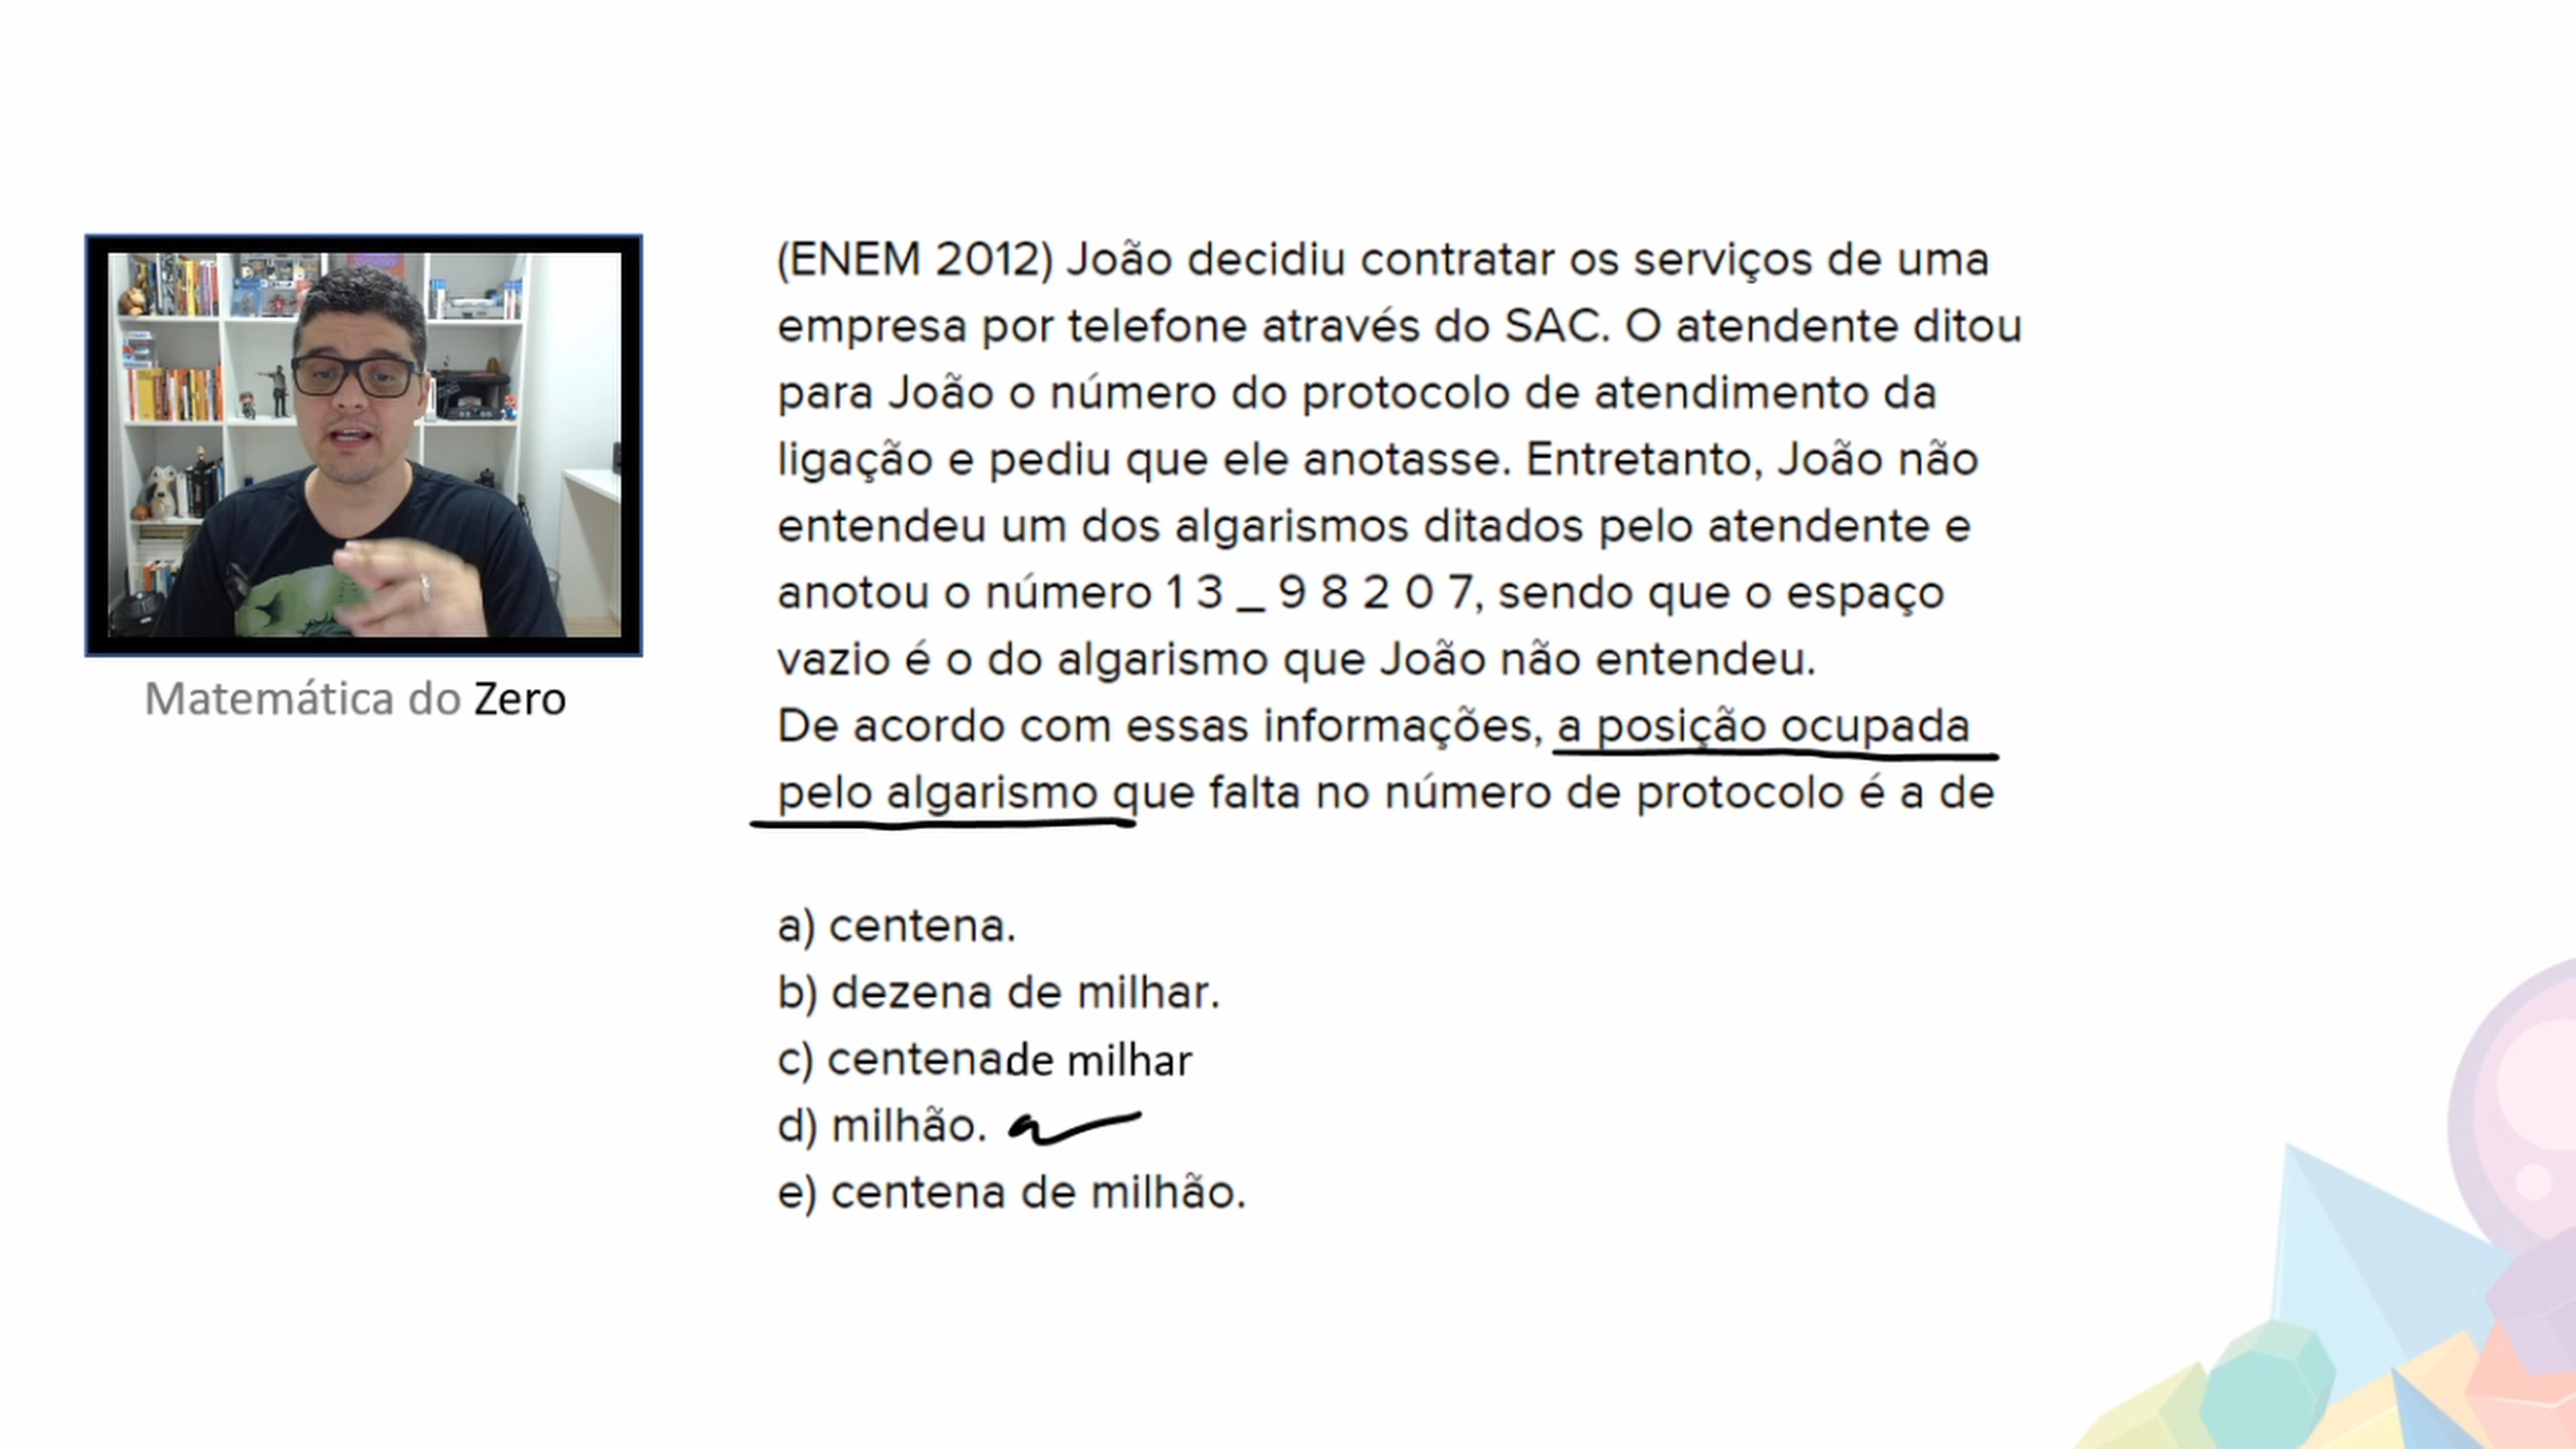 Matemática do Zero
(ENEM 2012) João decidiu contratar os serviços de uma
empresa por telefone através do SAC. O atendente ditou
para João o número do protocolo de atendimento da
ligação e pediu que ele anotasse. Entretanto, João não
entendeu um dos algarismos ditados pelo atendente e
anotou o número 1 3 _ 9 8 2 0 7, sendo que o espaço
vazio é o do algarismo que João não entendeu.
De acordo com essas informações, a posição ocupada
pelo algarismo que falta no número de protocolo é a de
a) centena.
b) dezena de milhar.
c) centena de milhar
d) milhão.
e) centena de milhão.